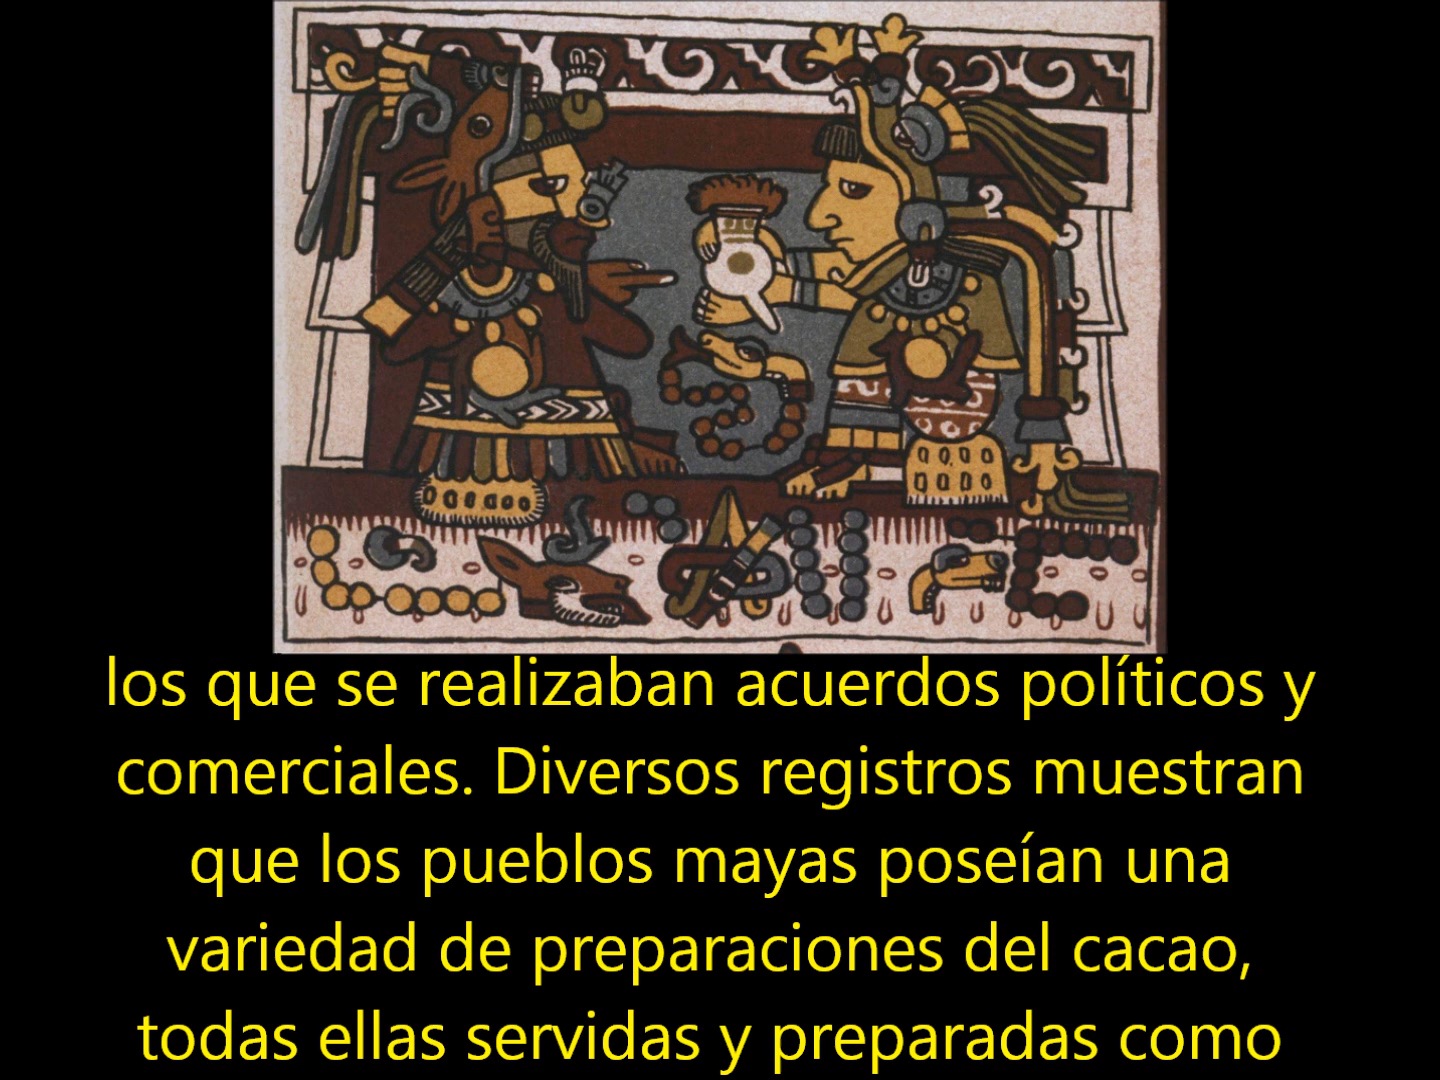 los que se realizaban acuerdos políticos y
comerciales. Diversos registros muestran
que los pueblos mayas poseían una
variedad de preparaciones del cacao,
todas ellas servidas y preparadas como